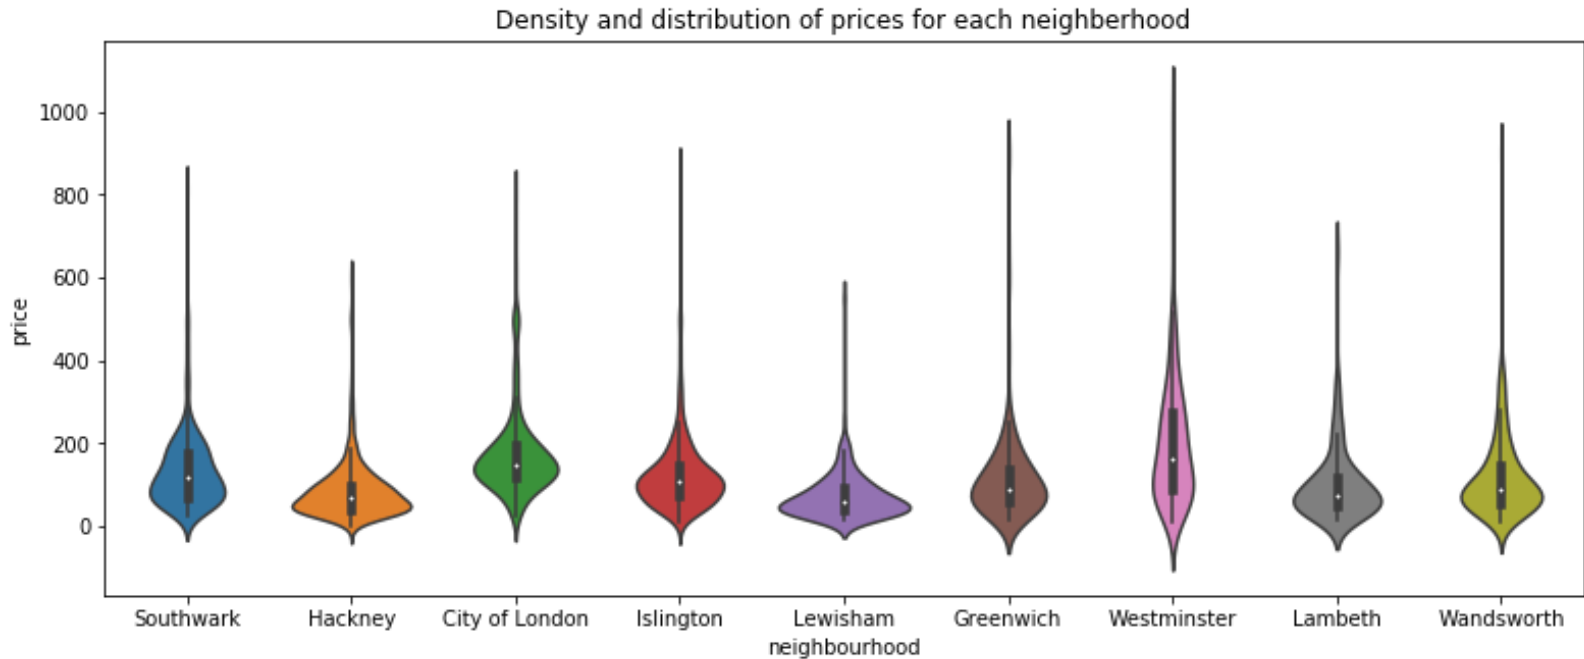 Density and distribution of prices for each neighberhood
price
1000
800
600
400
200
0
Southwark Hackney City of London Islington Lewisham Greenwich Westminster Lambeth Wandsworth
neighbourhood